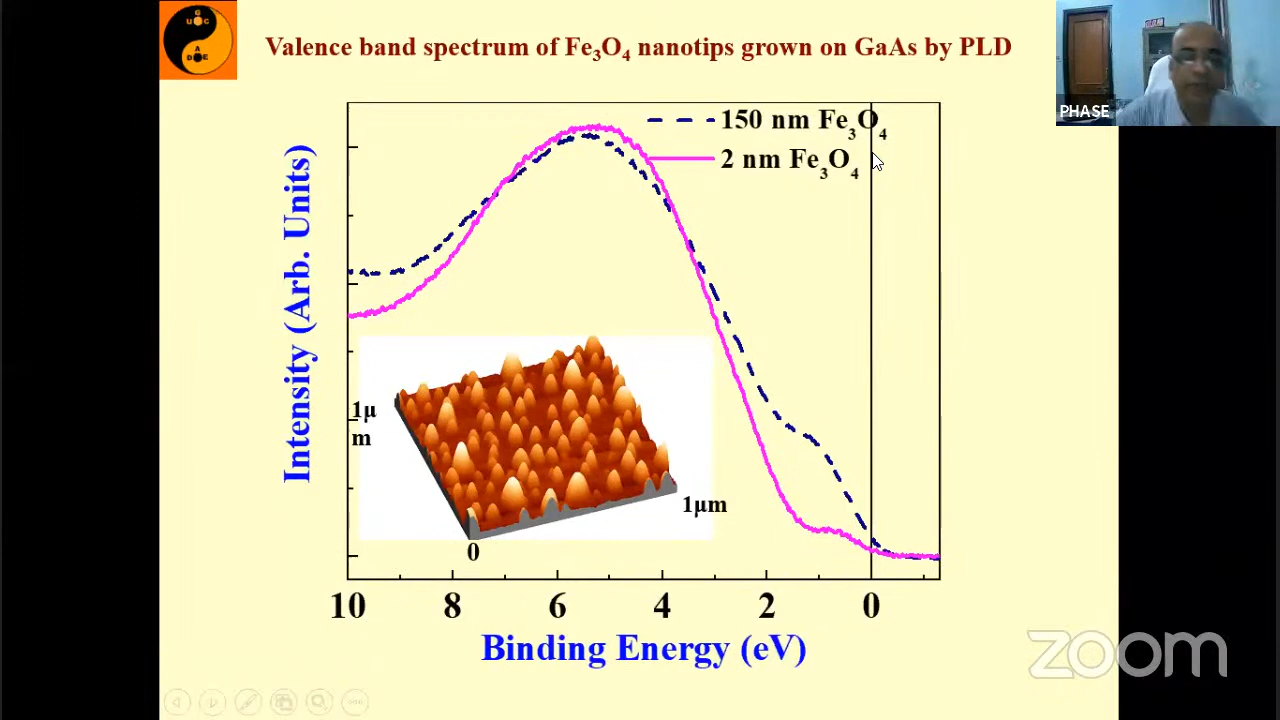 Valence band spectrum of Fe3O4 nanotips grown on GaAs by PLD
PHASE
150 nm Fe3O4
2 nm Fe3O4
Intensity (Arb. Units)
1μ
m
1μm
0
10 8 6 4 2 0
Binding Energy (eV)
zoom